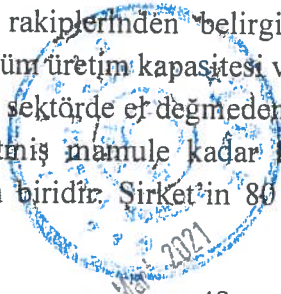 rakiplerinden belirgi
üm üretim kapasitesi v
sektörde el değmeden
miş mamule kadar
biridir. Şirket'in 80
2021